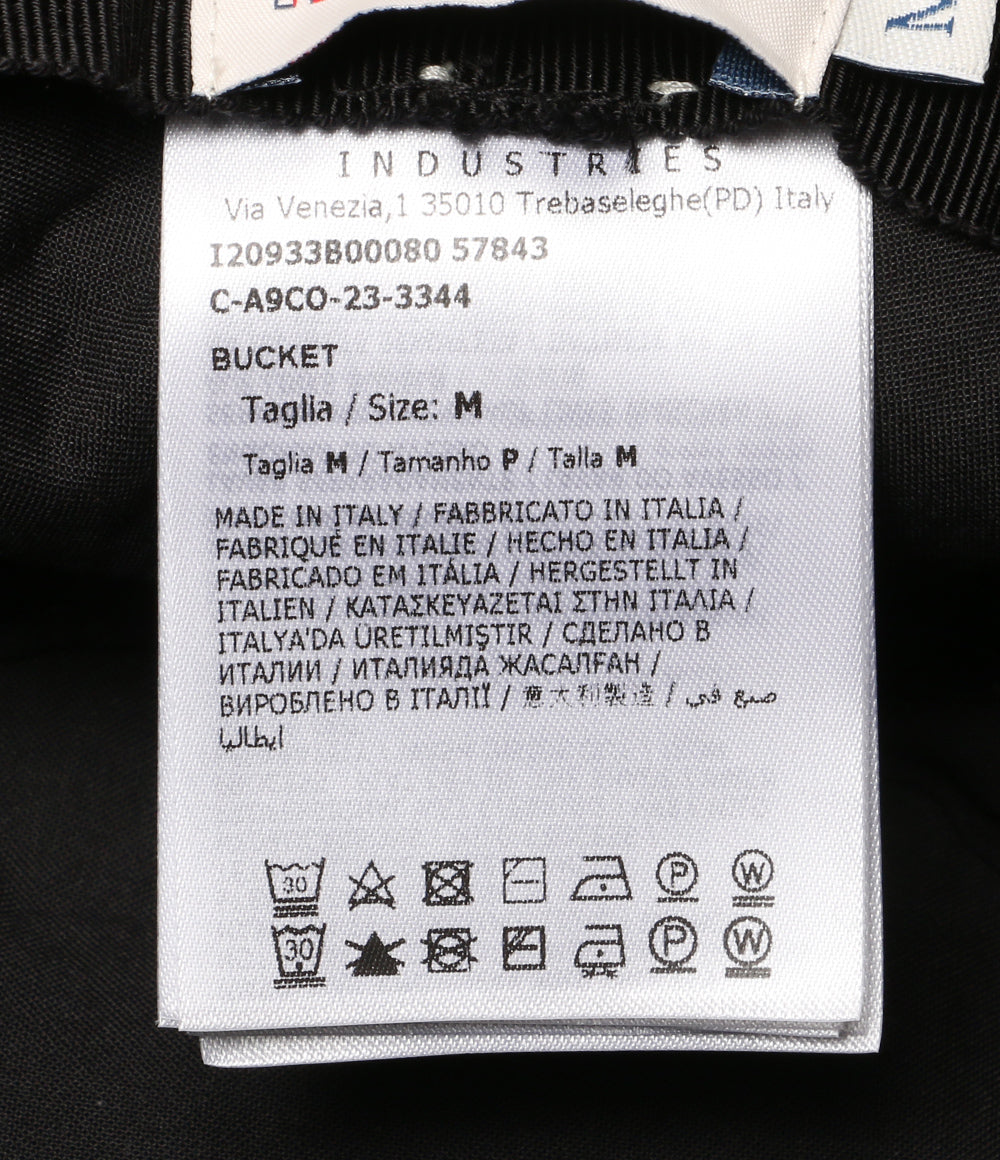 INDUSTRIES
Via Venezia,1 35010 Trebaseleghe(PD) Italy
I20933B00080 57843
C-A9CO-23-3344
BUCKET
Taglia / Size: M
Taglia M / Tamanho P / Talla M
MADE IN ITALY / FABBRICATO IN ITALIA /
FABRIQUÉ EN ITALIE / HECHO EN ITALIA /
FABRICADO EM ITÁLIA / HERGESTELLT IN
ITALIEN / ΚΑΤΑΣΚΕΥΑΖΕΤΑΙ ΣΤΗΝ ΙΤΑΛΙΑ /
ITALYA'DA ÜRETILMIŞTIR / СДЕЛАНО В
ИТАЛИИ / ИТАЛИЯДА ЖАСАЛҒАН /
ВИРОБЛЕНО В ІТАЛІЇ / 意大利製造 / صنع في
ايطاليا
30 P W
30 P W